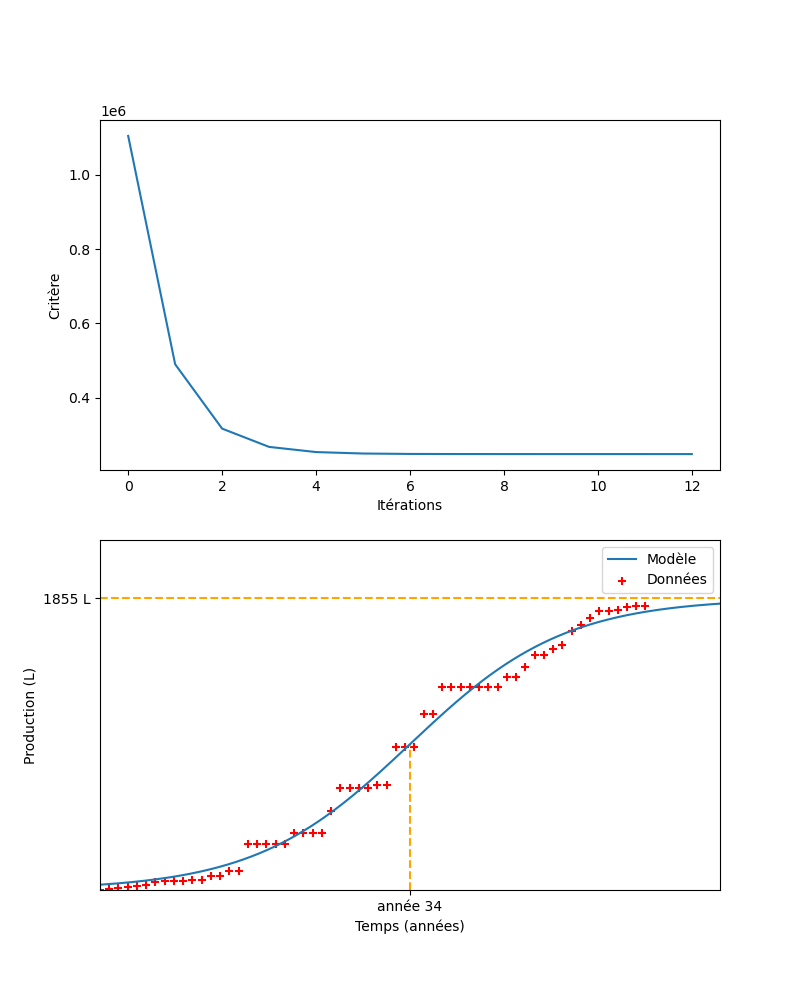 1e6
1.0
0.8
0.6
0.4
Critère
0 2 4 6 8 10 12
Itérations
Modèle
Données
1855 L
Production (L)
année 34
Temps (années)